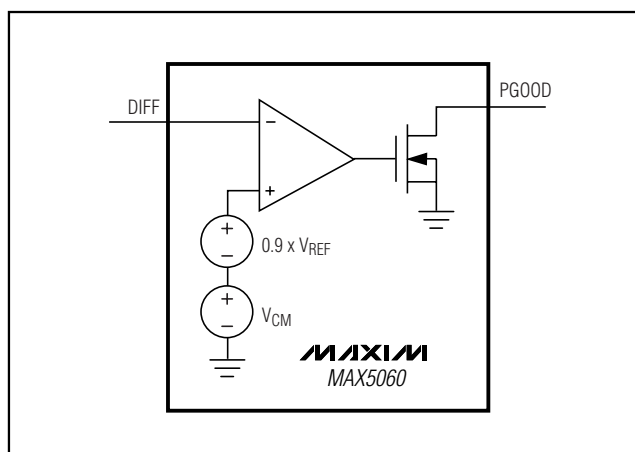 PGOOD
DIFF
−
+
+
−
0.9 x VREF
+
−
VCM
MAXIM
MAX5060